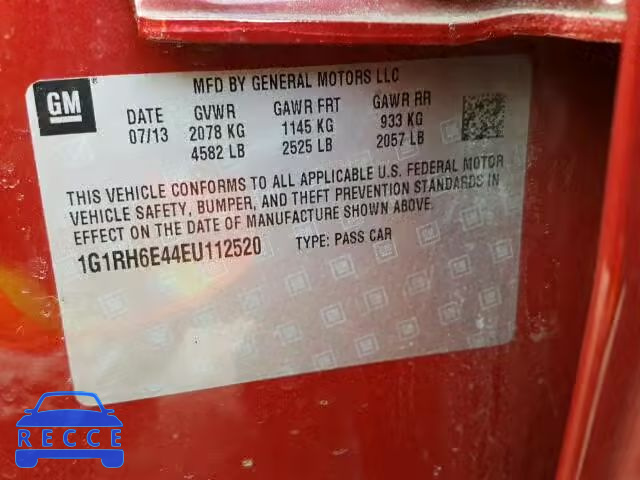 GM
MFD BY GENERAL MOTORS LLC
DATE GVWR GAWR FRT GAWR RR
07/13 2078 KG 1145 KG 933 KG
4582 LB 2525 LB 2057 LB
THIS VEHICLE CONFORMS TO ALL APPLICABLE U.S. FEDERAL MOTOR
VEHICLE SAFETY, BUMPER, AND THEFT PREVENTION STANDARDS IN
EFFECT ON THE DATE OF MANUFACTURE SHOWN ABOVE.
1G1RH6E44EU112520 TYPE: PASS CAR
RECCE